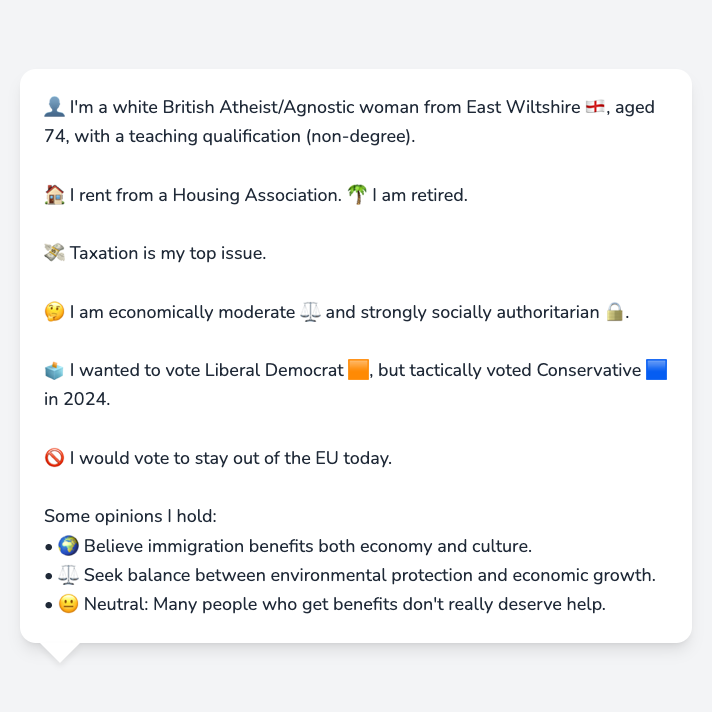 👤 I'm a white British Atheist/Agnostic woman from East Wiltshire 🏴󠁧󠁢󠁥󠁮󠁧󠁿, aged
74, with a teaching qualification (non-degree).
🏠 I rent from a Housing Association. 🌴 I am retired.
💸 Taxation is my top issue.
🤔 I am economically moderate ⚖️ and strongly socially authoritarian 🔒.
🗳️ I wanted to vote Liberal Democrat 🟧, but tactically voted Conservative 🟦
in 2024.
🚫 I would vote to stay out of the EU today.
Some opinions I hold:
• 🌍 Believe immigration benefits both economy and culture.
• ⚖️ Seek balance between environmental protection and economic growth.
• 😐 Neutral: Many people who get benefits don't really deserve help.